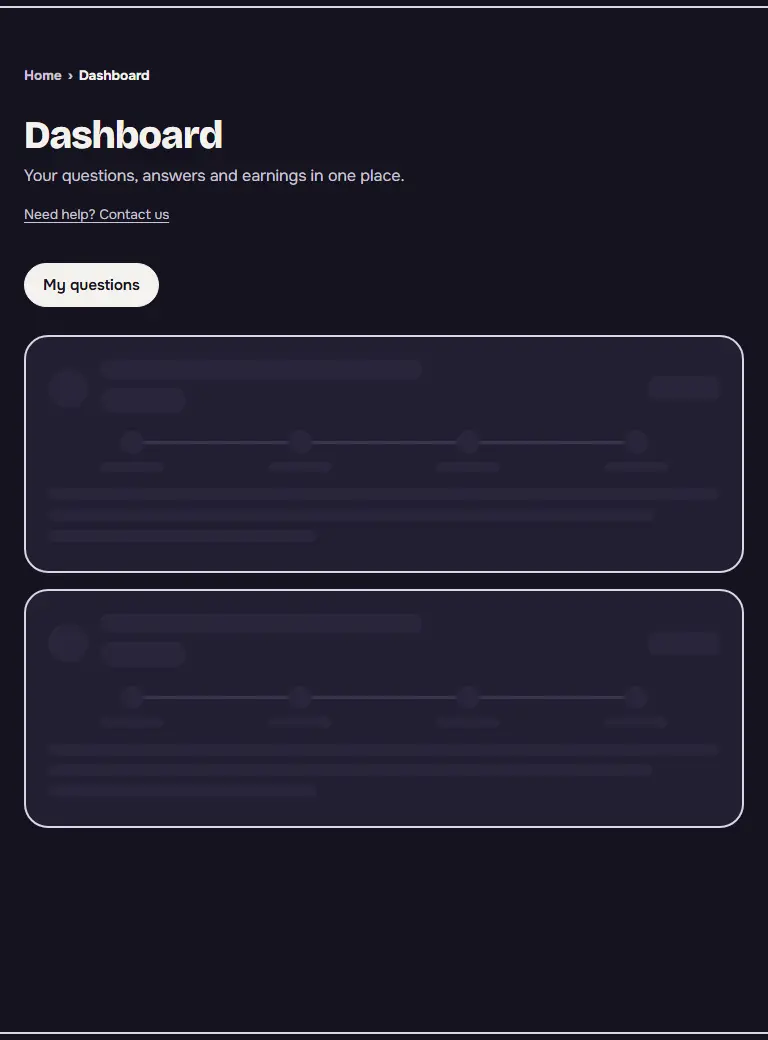 Home › Dashboard
Dashboard
Your questions, answers and earnings in one place.
Need help? Contact us
My questions